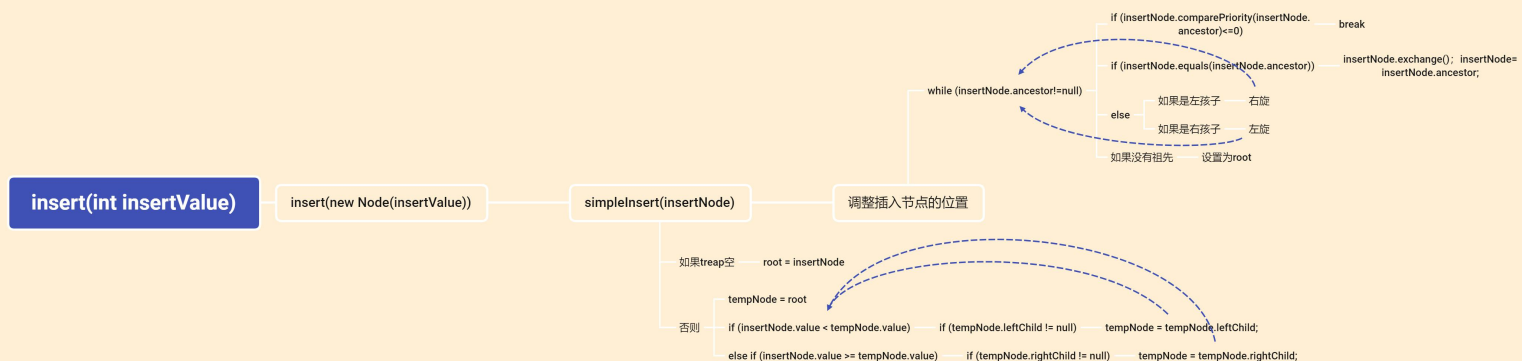 insert(int insertValue)
insert(new Node(insertValue))
simpleInsert(insertNode)
调整插入节点的位置
while (insertNode.ancestor!=null)
if (insertNode.comparePriority(insertNode.
ancestor)<=0)
break
if (insertNode.equals(insertNode.ancestor))
insertNode.exchange();  insertNode=
insertNode.ancestor;
else
如果是左孩子
右旋
如果是右孩子
左旋
如果没有祖先
设置为root
如果treap空
root = insertNode
否则
tempNode = root
if (insertNode.value < tempNode.value)
if (tempNode.leftChild != null)
tempNode = tempNode.leftChild;
else if (insertNode.value >= tempNode.value)
if (tempNode.rightChild != null)
tempNode = tempNode.rightChild;